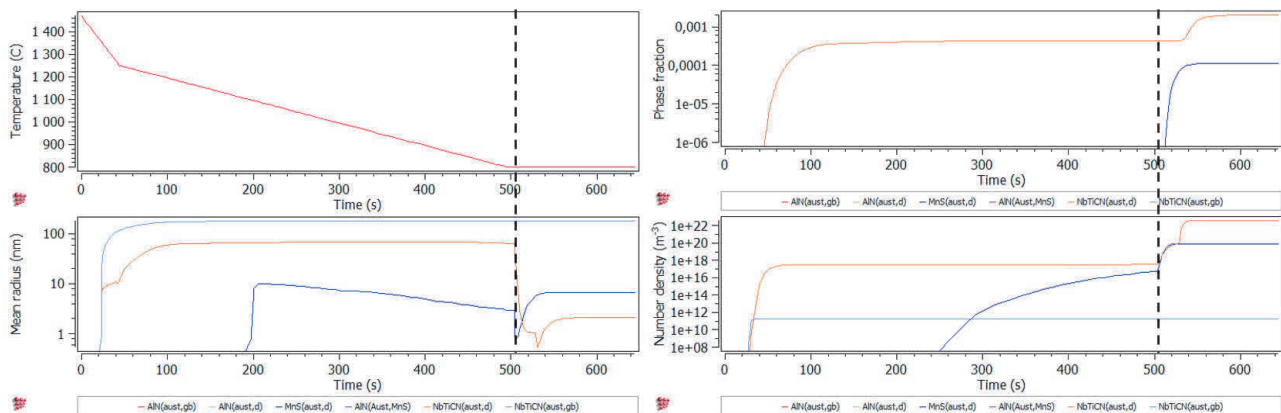 Temperature (C)
1 400
1 200
1 100
1 000
900
800
0 100 200 300 400 500 600
Time (s)
Phase fraction
0,001
0,0001
1e-05
1e-06
0 100 200 300 400 500 600
Time (s)
AlN(aust,gb) AlN(aust,d) MnS(aust,d) AlN(Aust,MnS) NbTiCN(aust,d) NbTiCN(aust,gb)
Mean radius (nm)
100
10
1
0 100 200 300 400 500 600
Time (s)
AlN(aust,gb) AlN(aust,d) MnS(aust,d) AlN(Aust,MnS) NbTiCN(aust,d) NbTiCN(aust,gb)
Number density (m⁻³)
1e+22
1e+20
1e+18
1e+16
1e+14
1e+12
1e+10
1e+08
0 100 200 300 400 500 600
Time (s)
AlN(aust,gb) AlN(aust,d) MnS(aust,d) AlN(Aust,MnS) NbTiCN(aust,d) NbTiCN(aust,gb)